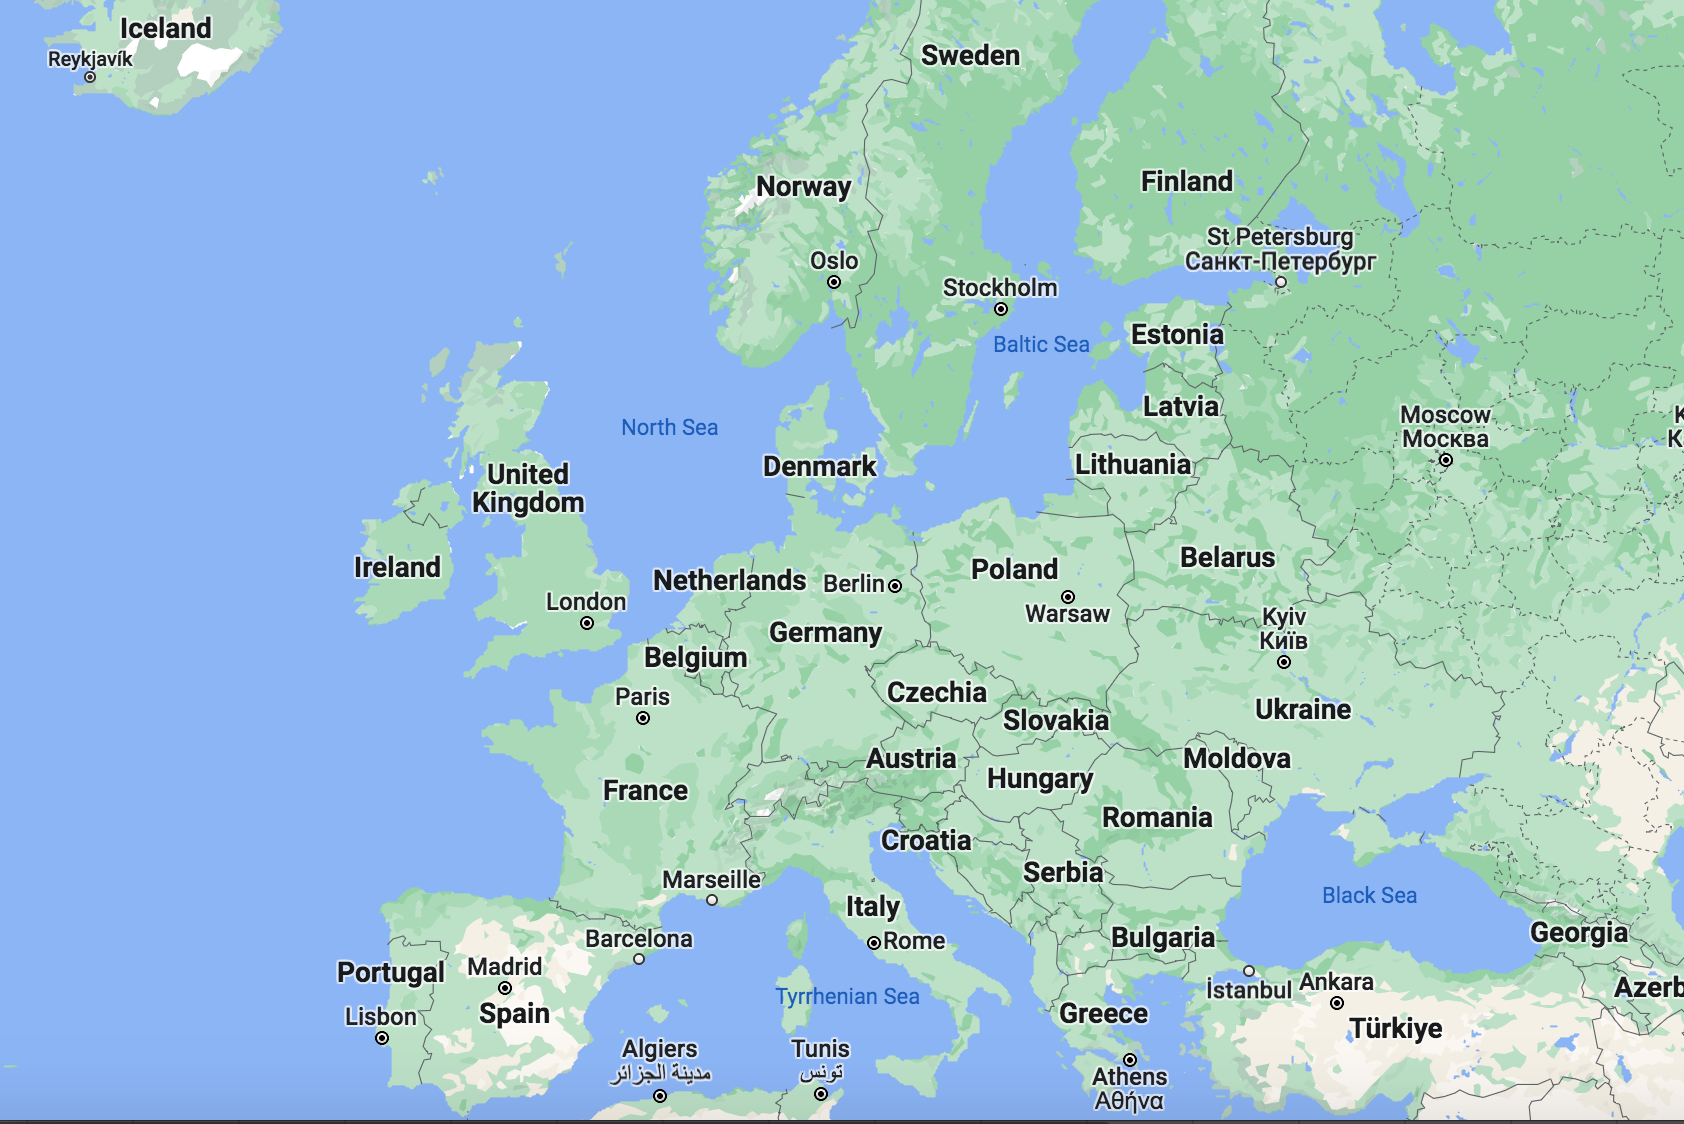 Iceland
Reykjavík
Sweden
Norway
Finland
St Petersburg
Санкт-Петербург
Oslo
Stockholm
Baltic Sea
Estonia
Latvia
North Sea
Moscow
Москва
Denmark
Lithuania
United
Kingdom
Ireland
Netherlands
Berlin
Poland
Belarus
London
Warsaw
Kyiv
Київ
Germany
Belgium
Paris
Czechia
Slovakia
Ukraine
Austria
Moldova
Hungary
France
Romania
Croatia
Serbia
Marseille
Black Sea
Italy
Barcelona
Rome
Bulgaria
Georgia
Portugal
Madrid
Tyrrhenian Sea
İstanbul
Ankara
Azerb
Lisbon
Spain
Greece
Türkiye
Algiers
مدينة الجزائر
Tunis
تونس
Athens
Αθήνα